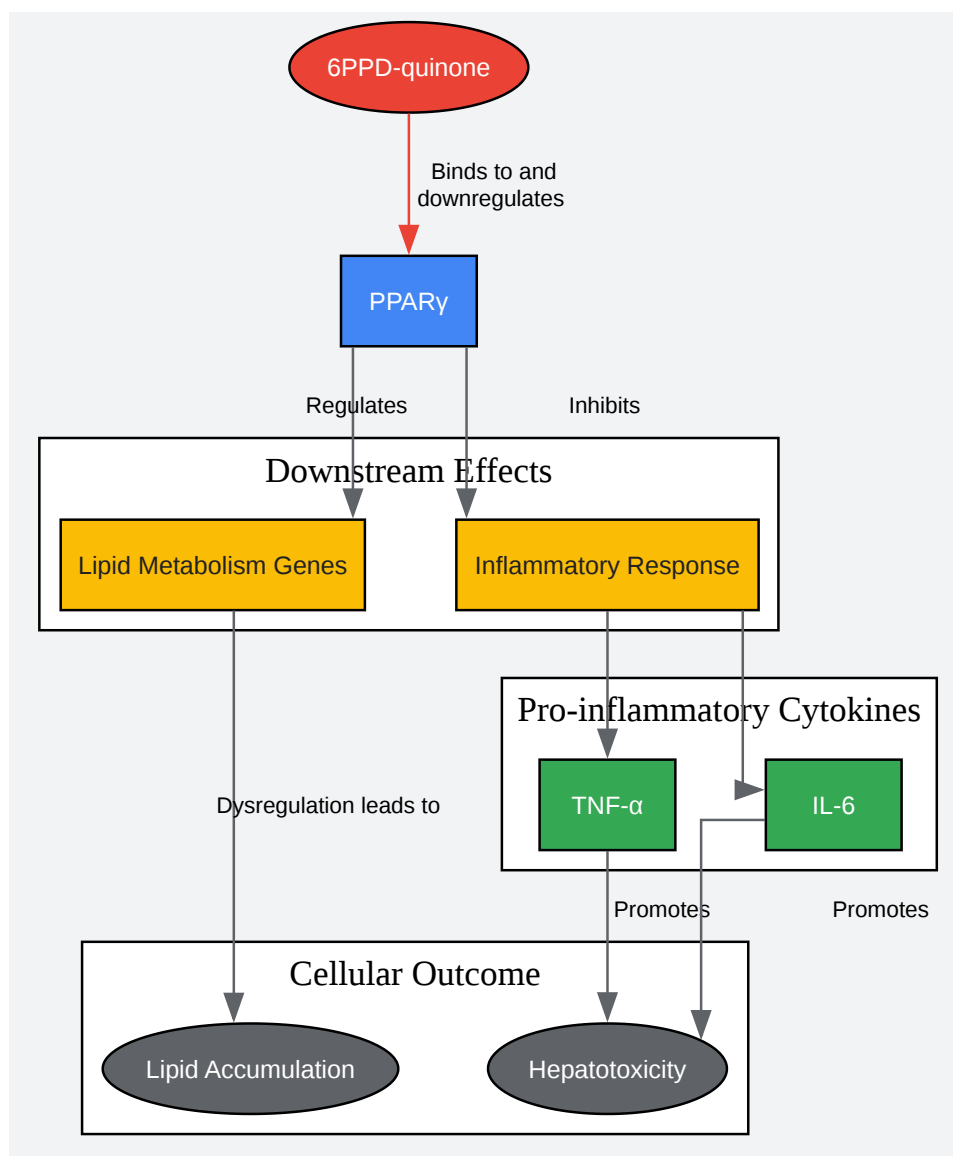 6PPD-quinone
Binds to and
downregulates
PPARγ
Regulates
Inhibits
Downstream Effects
Lipid Metabolism Genes
Inflammatory Response
Pro-inflammatory Cytokines
TNF-α
IL-6
Dysregulation leads to
Promotes
Promotes
Cellular Outcome
Lipid Accumulation
Hepatotoxicity